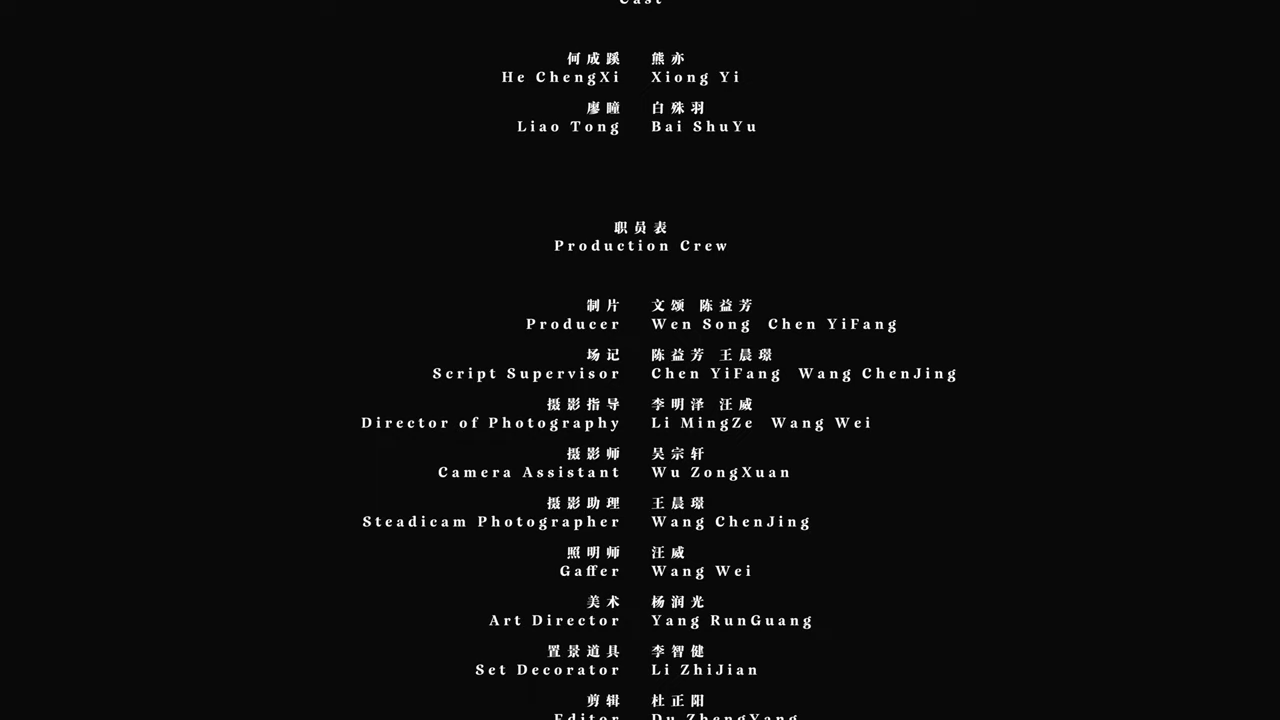 Cast
何成蹊 熊亦
He ChengXi Xiong Yi
廖瞳 白殊羽
Liao Tong Bai ShuYu
职员表
Production Crew
制片 文颂 陈益芳
Producer Wen Song Chen YiFang
场记 陈益芳 王晨璟
Script Supervisor Chen YiFang Wang ChenJing
摄影指导 李明泽 汪威
Director of Photography Li MingZe Wang Wei
摄影师 吴宗轩
Camera Assistant Wu ZongXuan
摄影助理 王晨璟
Steadicam Photographer Wang ChenJing
照明师 汪威
Gaffer Wang Wei
美术 杨润光
Art Director Yang RunGuang
置景道具 李智健
Set Decorator Li ZhiJian
剪辑 杜正阳
Editor Du ZhengYang